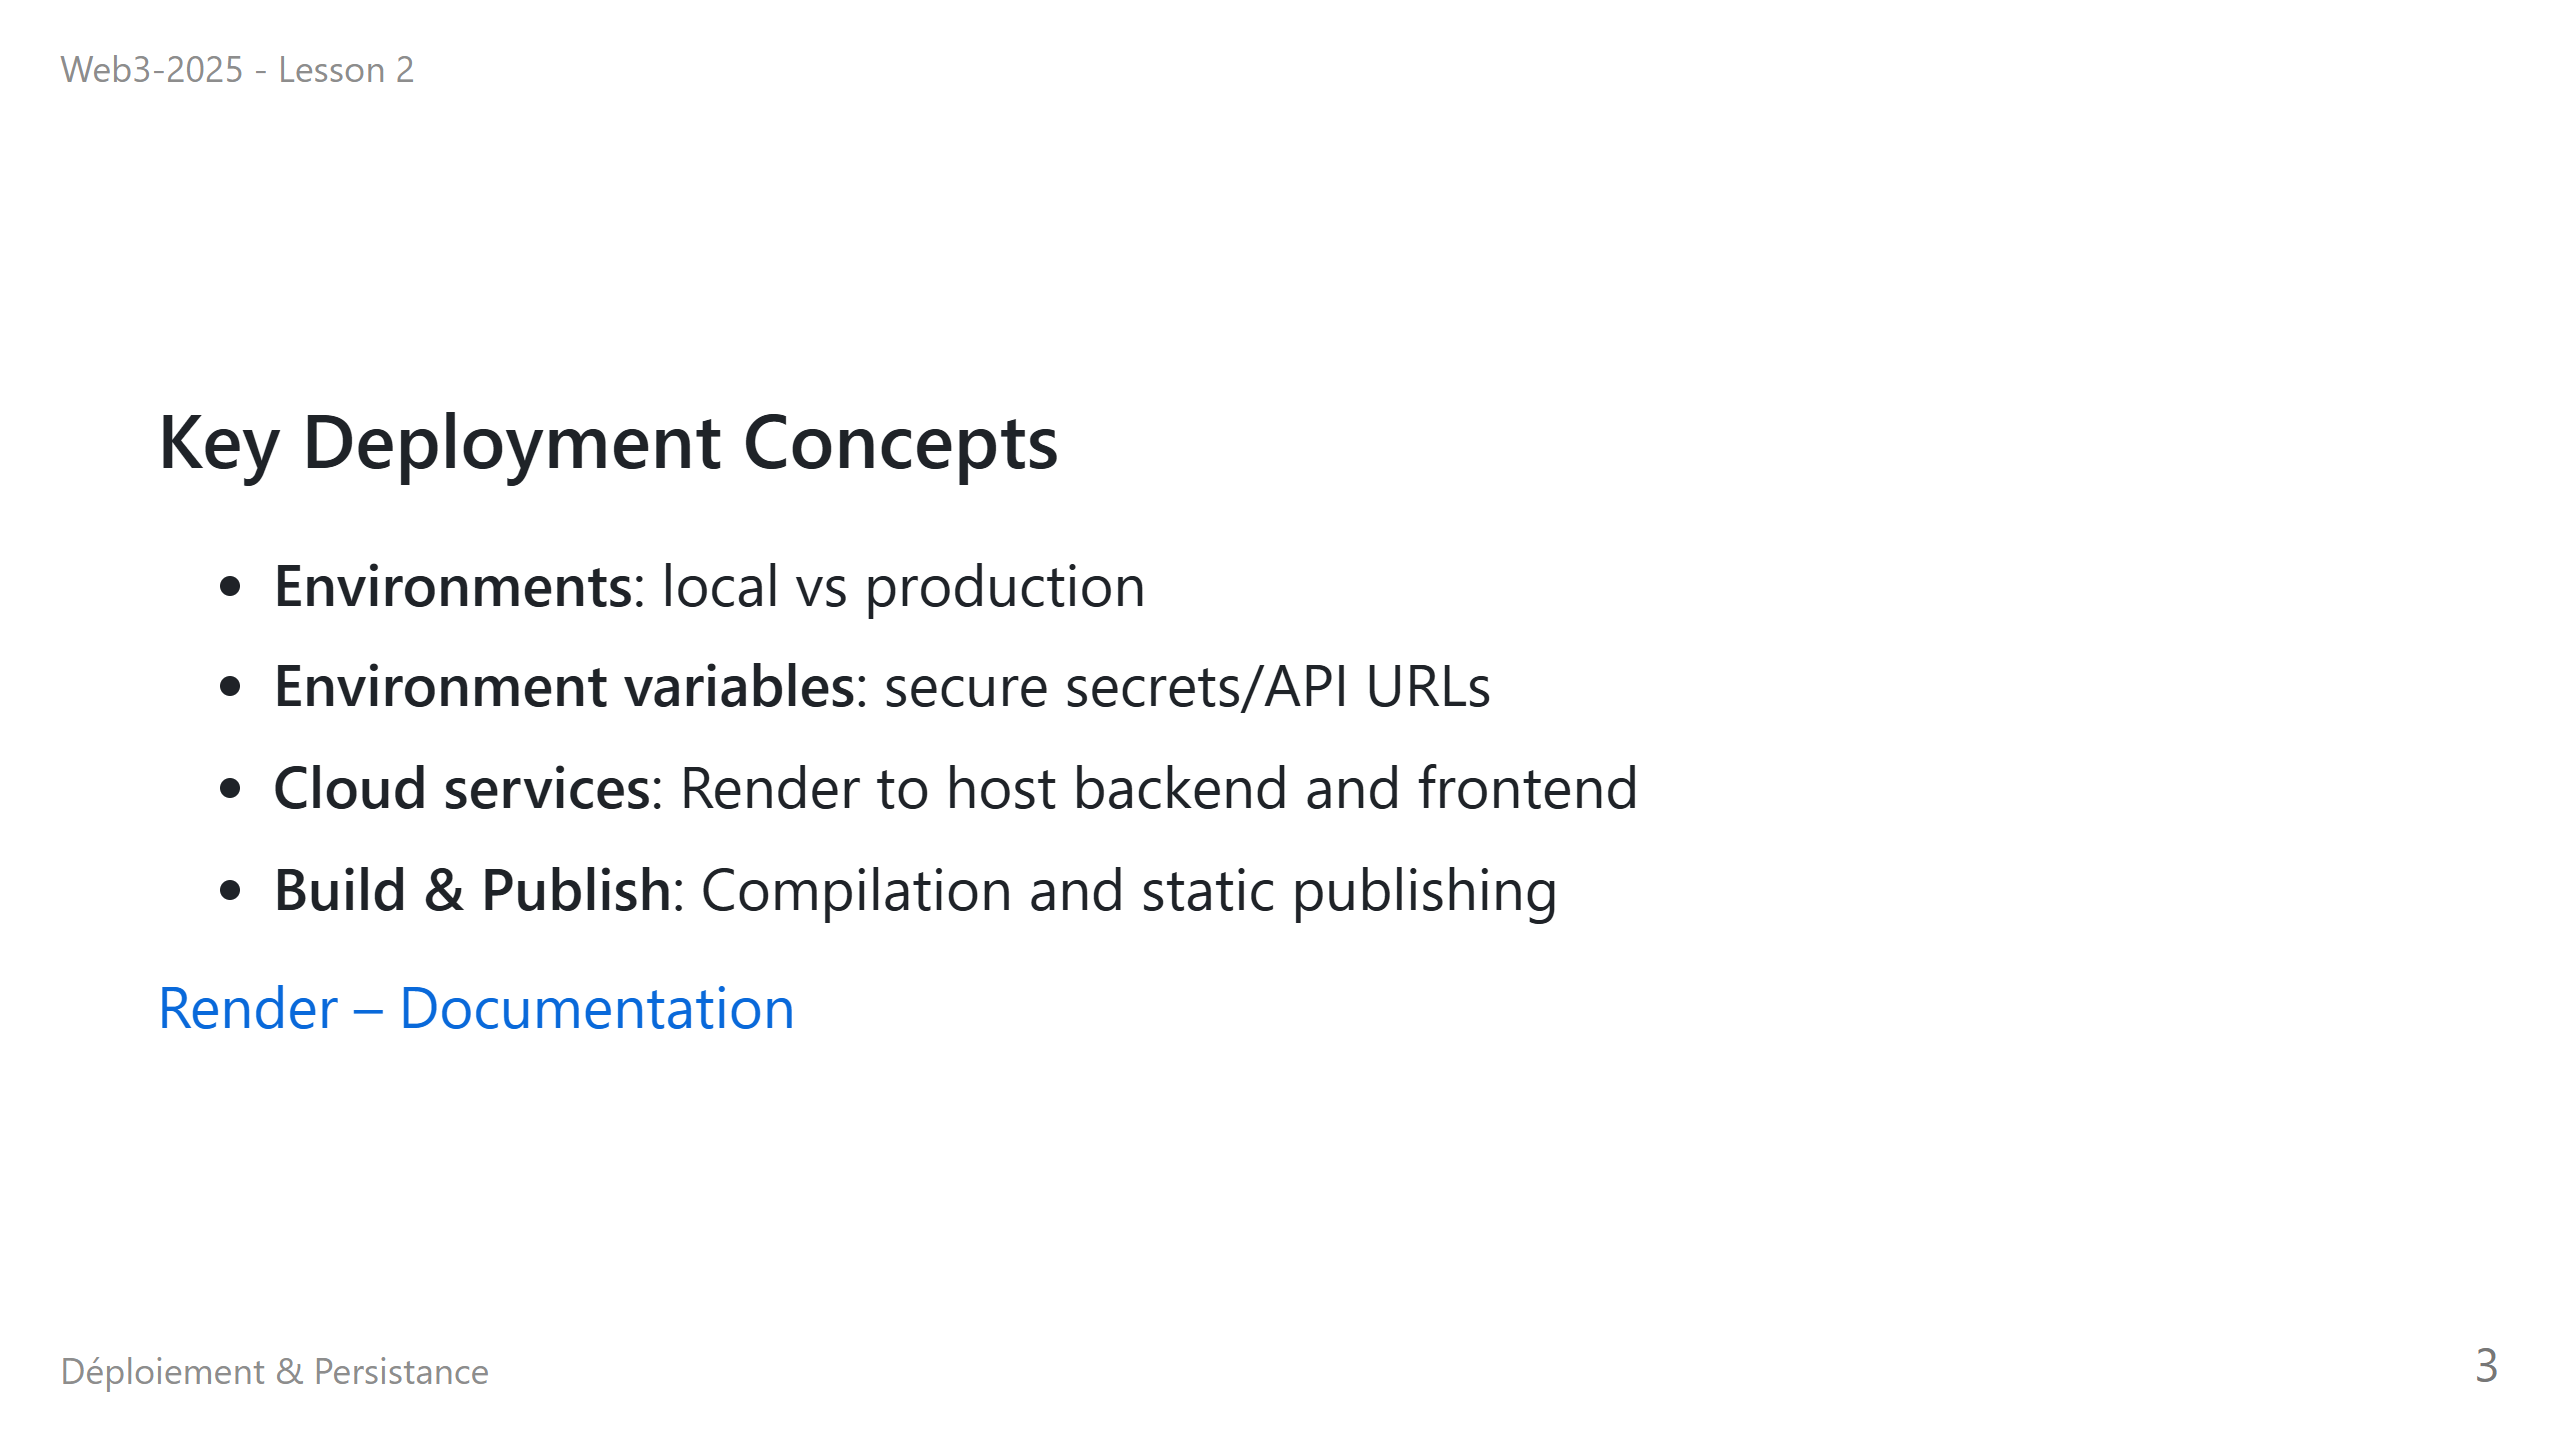 Web3-2025 - Lesson 2
Key Deployment Concepts
• Environments: local vs production
• Environment variables: secure secrets/API URLs
• Cloud services: Render to host backend and frontend
• Build & Publish: Compilation and static publishing
Render – Documentation
Déploiement & Persistance
3